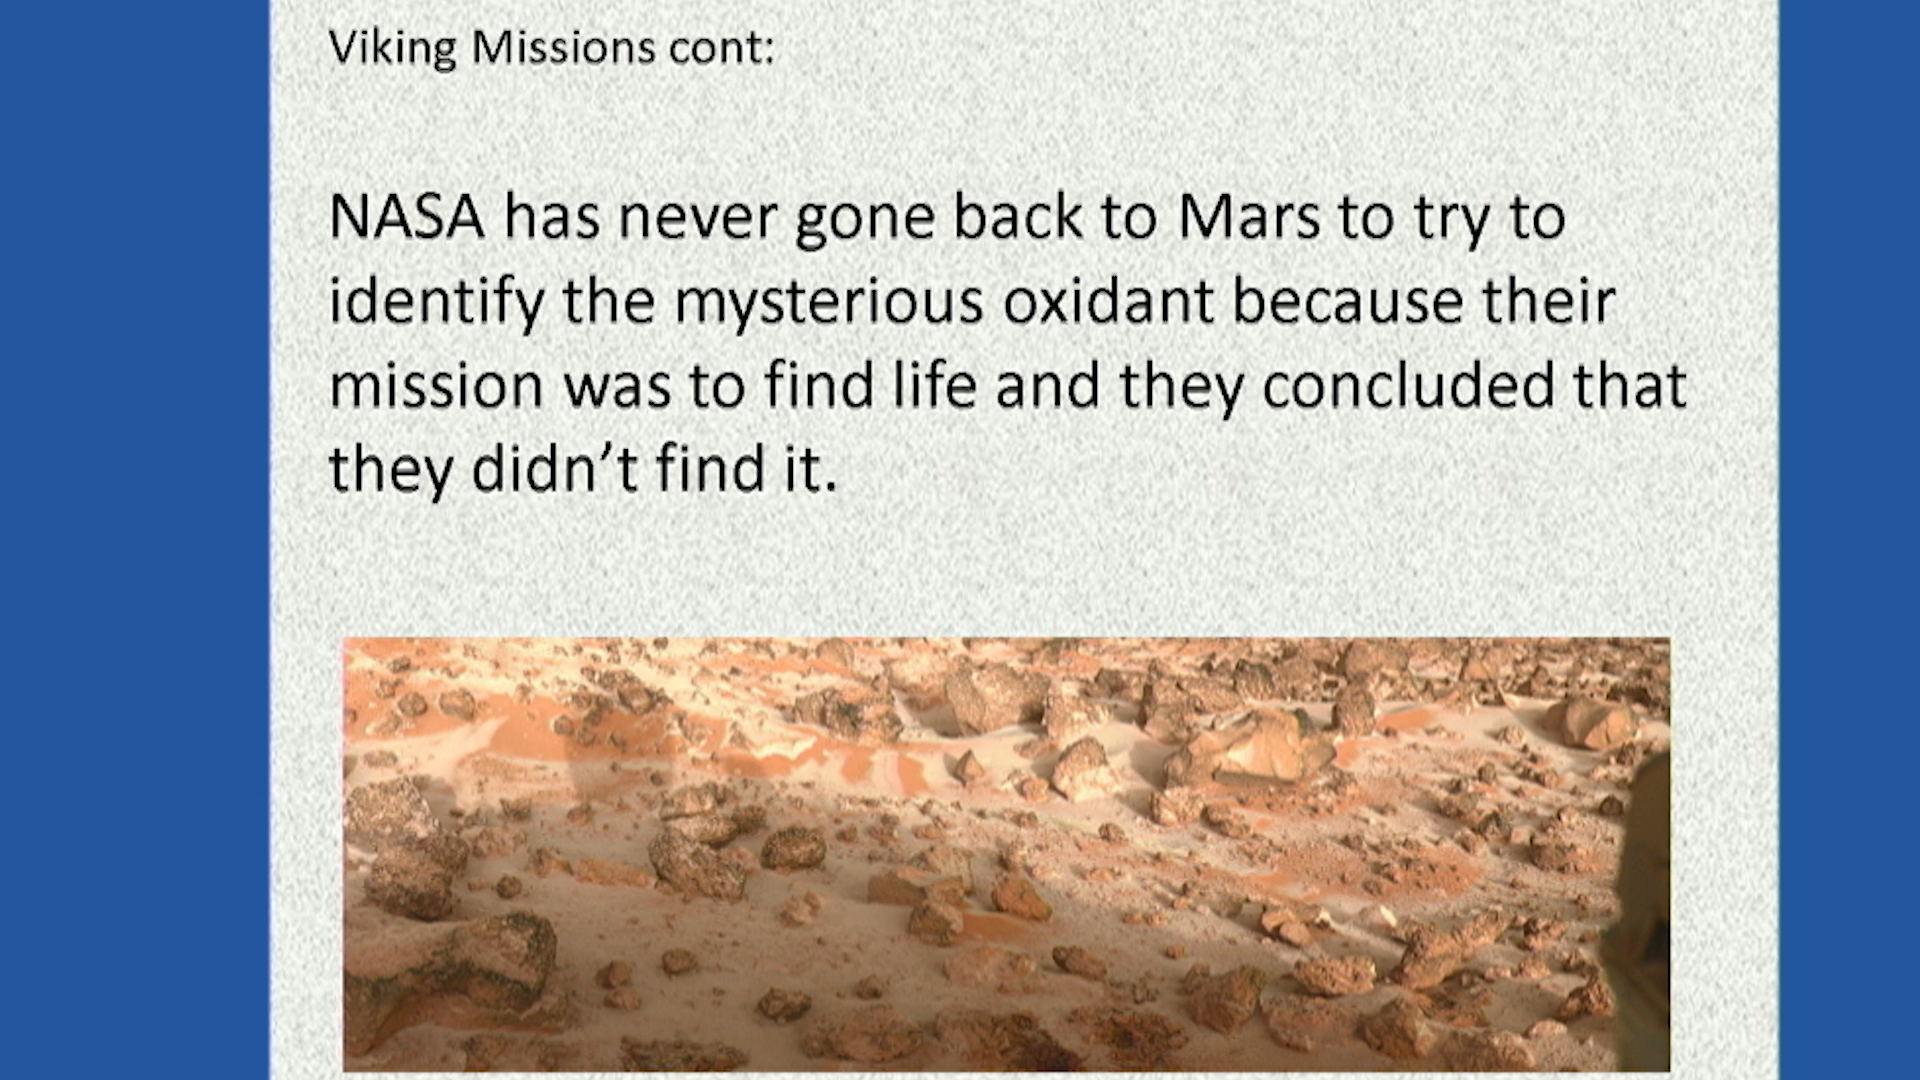 Viking Missions cont:
NASA has never gone back to Mars to try to
identify the mysterious oxidant because their
mission was to find life and they concluded that
they didn’t find it.